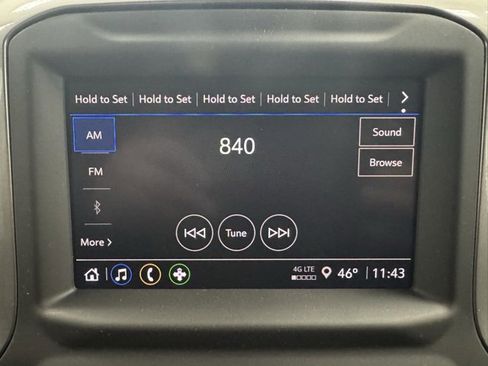 Hold to Set Hold to Set Hold to Set Hold to Set Hold to Set
AM 840 Sound
FM Browse
More Tune
4G LTE 46° 11:43